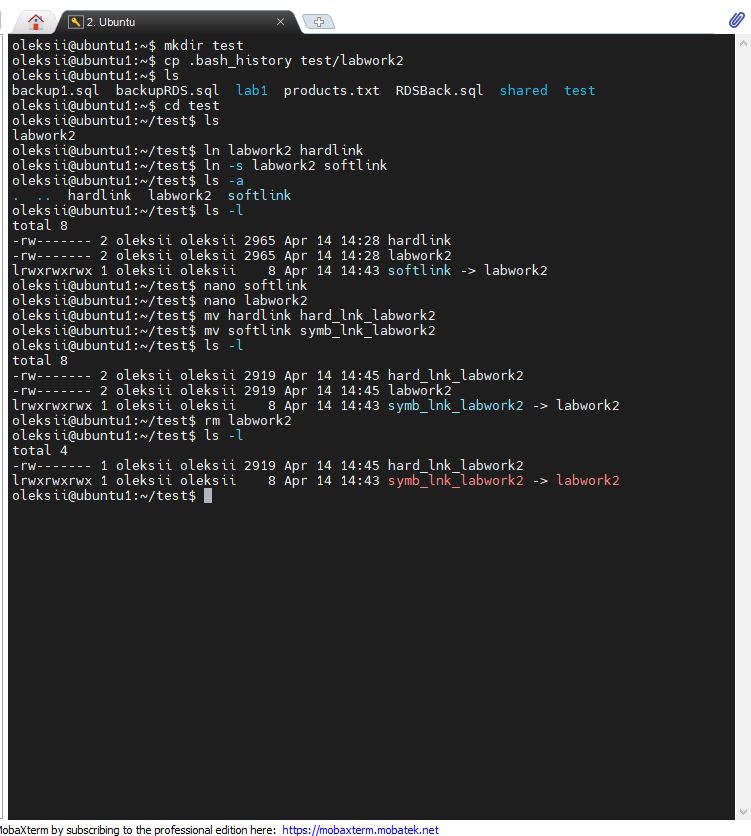 2. Ubuntu
oleksii@ubuntu1:~$ mkdir test
oleksii@ubuntu1:~$ cp .bash_history test/labwork2
oleksii@ubuntu1:~$ ls
backup1.sql  backupRDS.sql  lab1  products.txt  RDSBack.sql  shared  test
oleksii@ubuntu1:~$ cd test
oleksii@ubuntu1:~/test$ ls
labwork2
oleksii@ubuntu1:~/test$ ln labwork2 hardlink
oleksii@ubuntu1:~/test$ ln -s labwork2 softlink
oleksii@ubuntu1:~/test$ ls -a
.  ..  hardlink  labwork2  softlink
oleksii@ubuntu1:~/test$ ls -l
total 8
-rw------- 2 oleksii oleksii 2965 Apr 14 14:28 hardlink
-rw------- 2 oleksii oleksii 2965 Apr 14 14:28 labwork2
lrwxrwxrwx 1 oleksii oleksii    8 Apr 14 14:43 softlink -> labwork2
oleksii@ubuntu1:~/test$ nano softlink
oleksii@ubuntu1:~/test$ nano labwork2
oleksii@ubuntu1:~/test$ mv hardlink hard_lnk_labwork2
oleksii@ubuntu1:~/test$ mv softlink symb_lnk_labwork2
oleksii@ubuntu1:~/test$ ls -l
total 8
-rw------- 2 oleksii oleksii 2919 Apr 14 14:45 hard_lnk_labwork2
-rw------- 2 oleksii oleksii 2919 Apr 14 14:45 labwork2
lrwxrwxrwx 1 oleksii oleksii    8 Apr 14 14:43 symb_lnk_labwork2 -> labwork2
oleksii@ubuntu1:~/test$ rm labwork2
oleksii@ubuntu1:~/test$ ls -l
total 4
-rw------- 1 oleksii oleksii 2919 Apr 14 14:45 hard_lnk_labwork2
lrwxrwxrwx 1 oleksii oleksii    8 Apr 14 14:43 symb_lnk_labwork2 -> labwork2
oleksii@ubuntu1:~/test$
MobaXterm by subscribing to the professional edition here: https://mobaxterm.mobatek.net